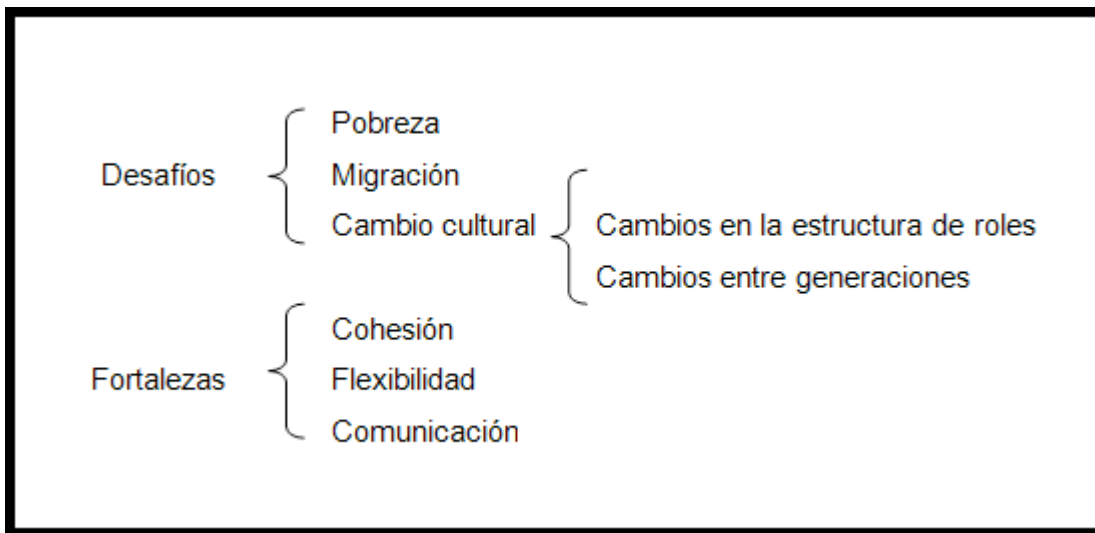 Desafíos
Pobreza
Migración
Cambio cultural
Cambios en la estructura de roles
Cambios entre generaciones
Fortalezas
Cohesión
Flexibilidad
Comunicación